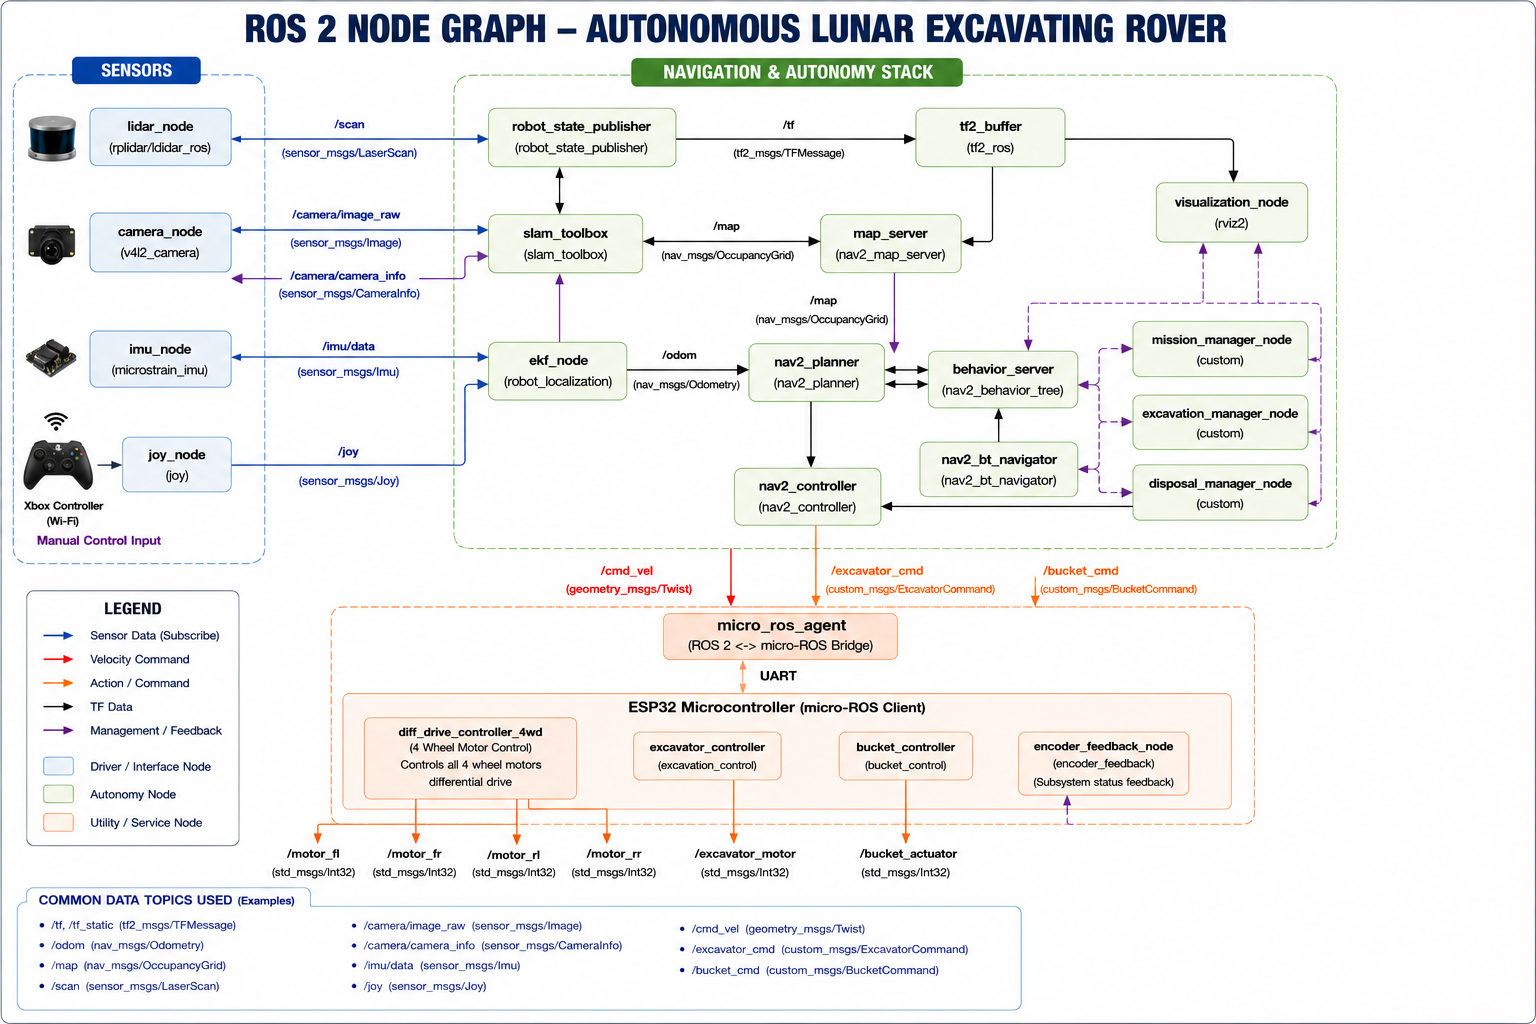 ROS 2 NODE GRAPH – AUTONOMOUS LUNAR EXCAVATING ROVER
SENSORS
lidar_node
(rplidar/ldidar_ros)
camera_node
(v4l2_camera)
imu_node
(microstrain_imu)
joy_node
(joy)
Xbox Controller
(Wi-Fi)
Manual Control Input
/scan
(sensor_msgs/LaserScan)
/camera/image_raw
(sensor_msgs/Image)
/camera/camera_info
(sensor_msgs/CameraInfo)
/imu/data
(sensor_msgs/Imu)
/joy
(sensor_msgs/Joy)
NAVIGATION & AUTONOMY STACK
robot_state_publisher
(robot_state_publisher)
/tf
(tf2_msgs/TFMessage)
tf2_buffer
(tf2_ros)
visualization_node
(rviz2)
slam_toolbox
(slam_toolbox)
/map
(nav_msgs/OccupancyGrid)
map_server
(nav2_map_server)
/map
(nav_msgs/OccupancyGrid)
ekf_node
(robot_localization)
/odom
(nav_msgs/Odometry)
nav2_planner
(nav2_planner)
behavior_server
(nav2_behavior_tree)
mission_manager_node
(custom)
excavation_manager_node
(custom)
nav2_bt_navigator
(nav2_bt_navigator)
disposal_manager_node
(custom)
nav2_controller
(nav2_controller)
/cmd_vel
(geometry_msgs/Twist)
/excavator_cmd
(custom_msgs/EtcavatorCommand)
/bucket_cmd
(custom_msgs/BucketCommand)
micro_ros_agent
(ROS 2 <-> micro-ROS Bridge)
UART
ESP32 Microcontroller (micro-ROS Client)
diff_drive_controller_4wd
(4 Wheel Motor Control)
Controls all 4 wheel motors
differential drive
excavator_controller
(excavation_control)
bucket_controller
(bucket_control)
encoder_feedback_node
(encoder_feedback)
(Subsystem status feedback)
/motor_fl
(std_msgs/Int32)
/motor_fr
(std_msgs/Int32)
/motor_rl
(std_msgs/Int32)
/motor_rr
(std_msgs/Int32)
/excavator_motor
(std_msgs/Int32)
/bucket_actuator
(std_msgs/Int32)
LEGEND
Sensor Data (Subscribe)
Velocity Command
Action / Command
TF Data
Management / Feedback
Driver / Interface Node
Autonomy Node
Utility / Service Node
COMMON DATA TOPICS USED (Examples)
• /tf, /tf_static (tf2_msgs/TFMessage)
• /odom (nav_msgs/Odometry)
• /map (nav_msgs/OccupancyGrid)
• /scan (sensor_msgs/LaserScan)
• /camera/image_raw (sensor_msgs/Image)
• /camera/camera_info (sensor_msgs/CameraInfo)
• /imu/data (sensor_msgs/Imu)
• /joy (sensor_msgs/Joy)
• /cmd_vel (geometry_msgs/Twist)
• /excavator_cmd (custom_msgs/ExcavatorCommand)
• /bucket_cmd (custom_msgs/BucketCommand)